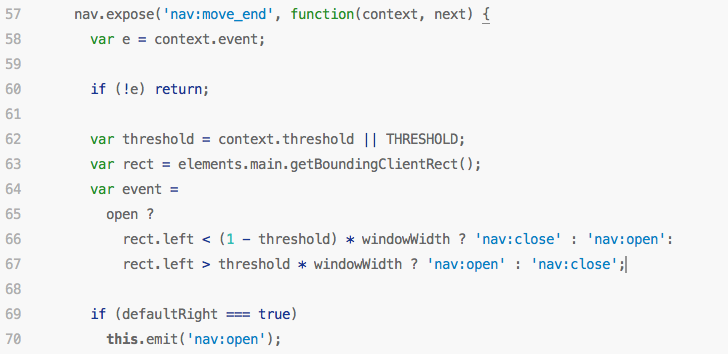 57 nav.expose('nav:move_end', function(context, next) {
58 var e = context.event;
59
60 if (!e) return;
61
62 var threshold = context.threshold || THRESHOLD;
63 var rect = elements.main.getBoundingClientRect();
64 var event =
65 open ?
66 rect.left < (1 - threshold) * windowWidth ? 'nav:close' : 'nav:open':
67 rect.left > threshold * windowWidth ? 'nav:open' : 'nav:close';
68
69 if (defaultRight === true)
70 this.emit('nav:open');